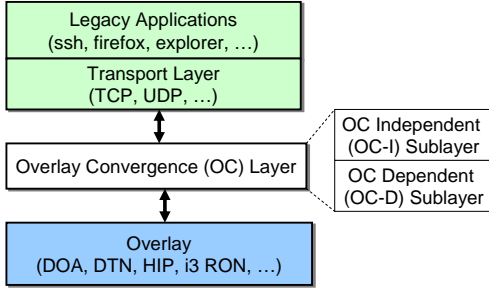 Legacy Applications
(ssh, firefox, explorer, …)
Transport Layer
(TCP, UDP, …)
Overlay Convergence (OC) Layer
OC Independent
(OC-I) Sublayer
OC Dependent
(OC-D) Sublayer
Overlay
(DOA, DTN, HIP, i3 RON, …)